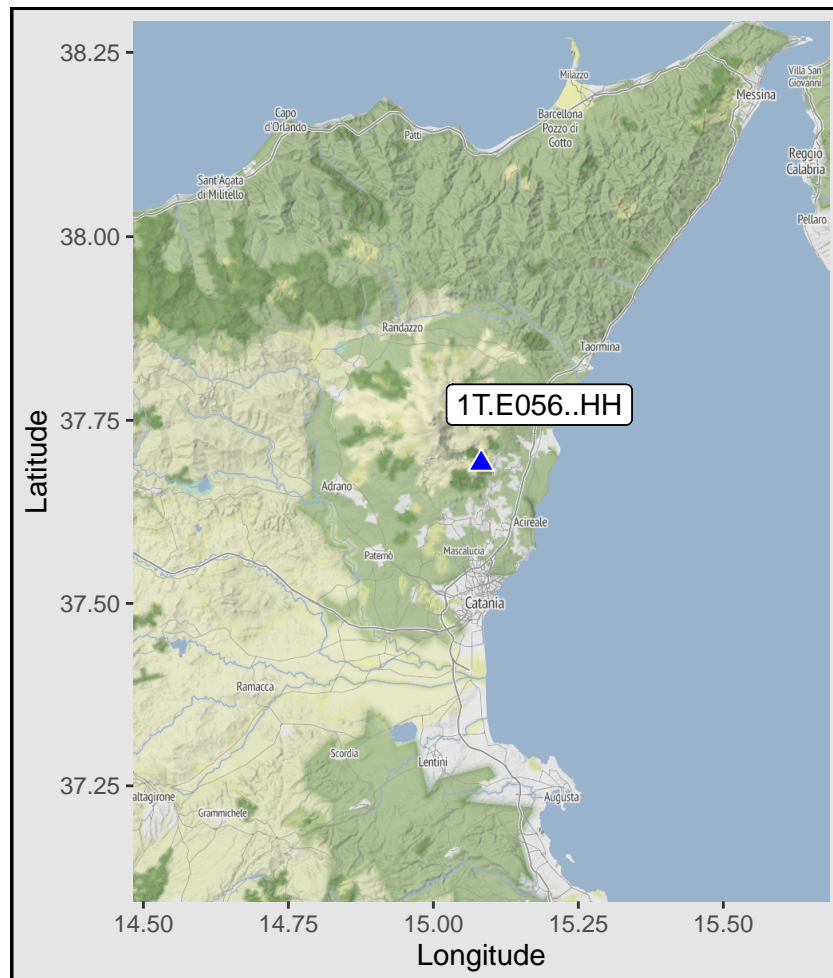 38.25
38.00
37.75
37.50
37.25
Latitude
14.50
14.75
15.00
15.25
15.50
Longitude
Milazzo
Villa San
Giovanni
Messina
Capo
d'Orlando
Patti
Barcellona
Pozzo di
Gotto
Reggio
Calabria
Sant'Agata
di Militello
Pellaro
Randazzo
Taormina
1T.E056..HH
Adrano
Acireale
Paternò
Mascalucia
Catania
Ramacca
Scordia
Lentini
Augusta
altagirone
Grammichele